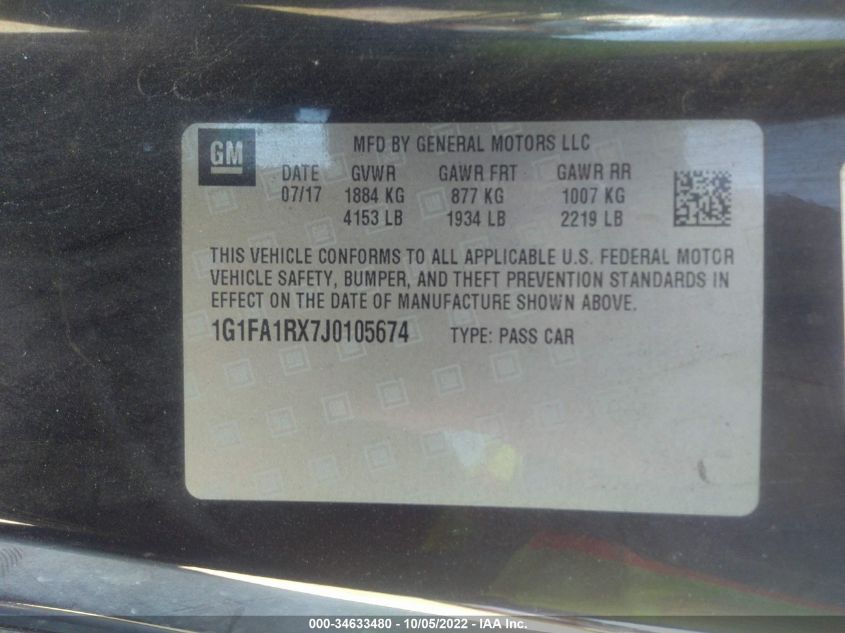 GM
MFD BY GENERAL MOTORS LLC
DATE GVWR GAWR FRT GAWR RR
07/17 1884 KG 877 KG 1007 KG
4153 LB 1934 LB 2219 LB
THIS VEHICLE CONFORMS TO ALL APPLICABLE U.S. FEDERAL MOTOR
VEHICLE SAFETY, BUMPER, AND THEFT PREVENTION STANDARDS IN
EFFECT ON THE DATE OF MANUFACTURE SHOWN ABOVE.
1G1FA1RX7J0105674 TYPE: PASS CAR
000-34633480 - 10/05/2022 - IAA Inc.